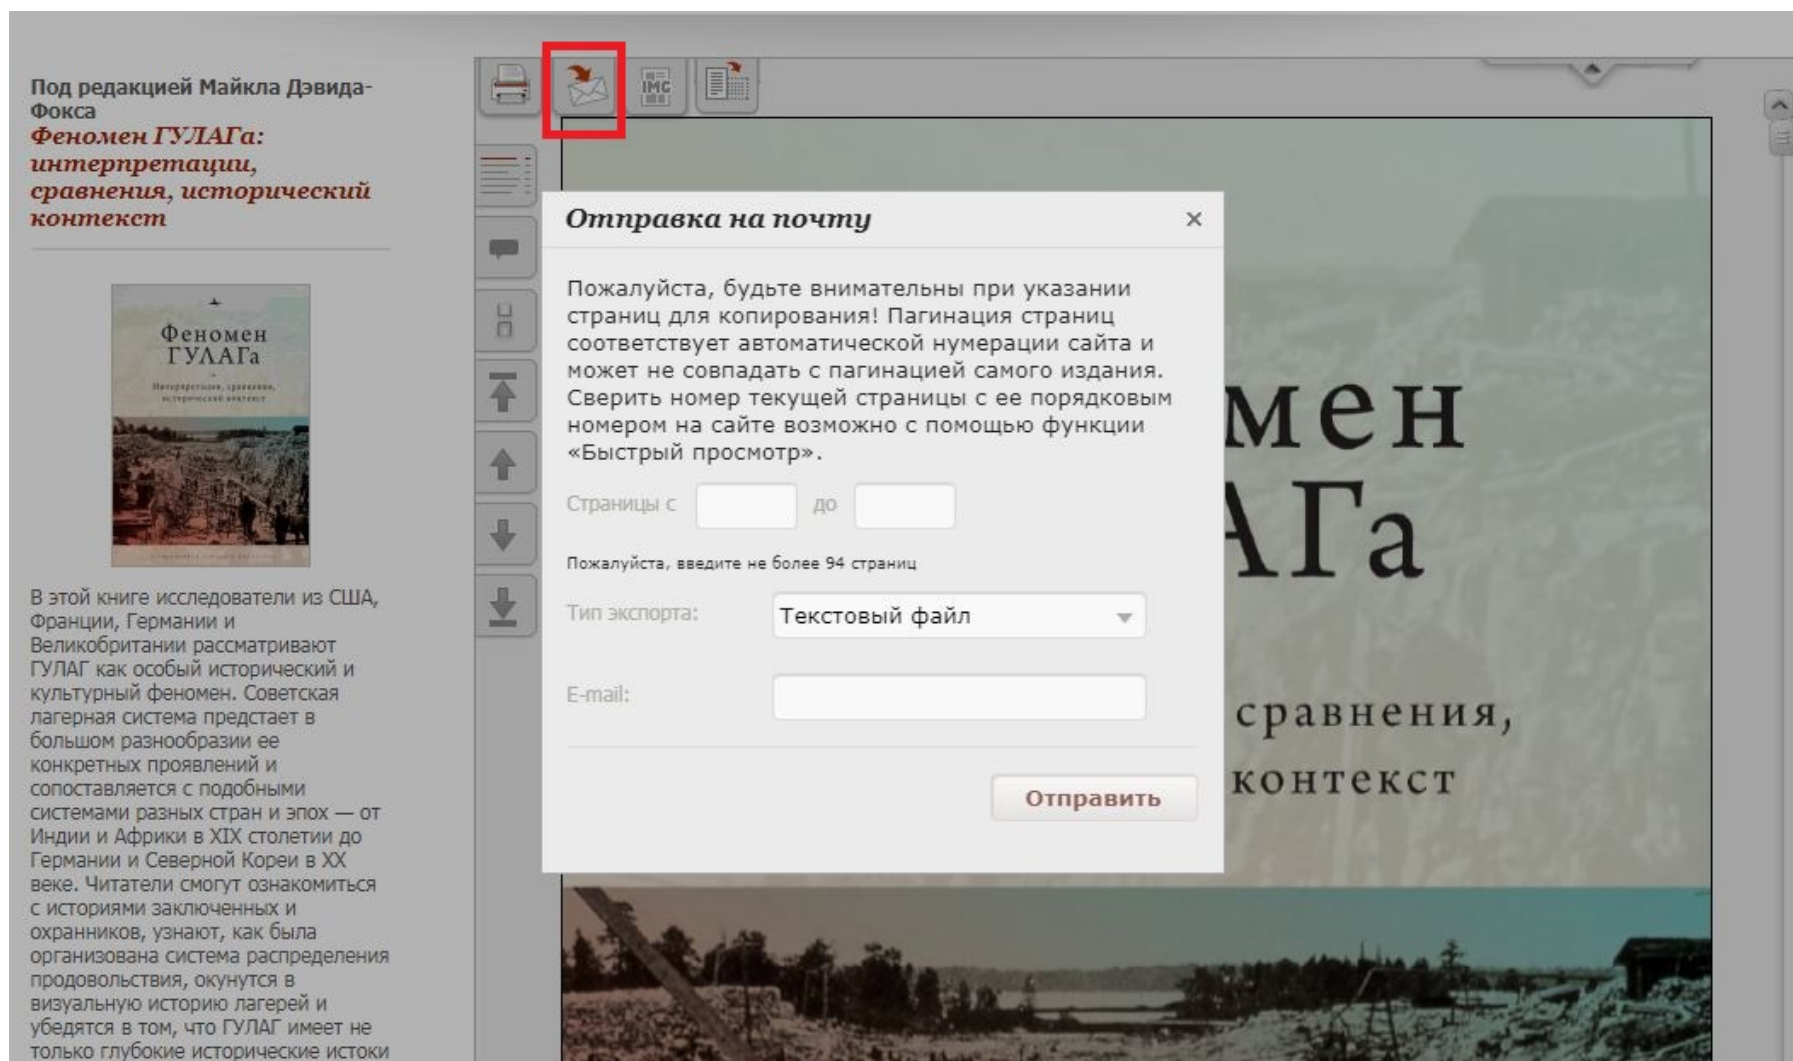 Под редакцией Майкла Дэвида-
Фокса
Феномен ГУЛАГа:
интерпретации,
сравнения, исторический
контекст
Феномен
ГУЛАГа
Интерпретации, сравнения,
исторический контекст
В этой книге исследователи из США,
Франции, Германии и
Великобритании рассматривают
ГУЛАГ как особый исторический и
культурный феномен. Советская
лагерная система предстает в
большом разнообразии ее
конкретных проявлений и
сопоставляется с подобными
системами разных стран и эпох — от
Индии и Африки в XIX столетии до
Германии и Северной Кореи в XX
веке. Читатели смогут ознакомиться
с историями заключенных и
охранников, узнают, как была
организована система распределения
продовольствия, окунутся в
визуальную историю лагерей и
убедятся в том, что ГУЛАГ имеет не
только глубокие исторические истоки
IMG
Отправка на почту
×
Пожалуйста, будьте внимательны при указании
страниц для копирования! Пагинация страниц
соответствует автоматической нумерации сайта и
может не совпадать с пагинацией самого издания.
Сверить номер текущей страницы с ее порядковым
номером на сайте возможно с помощью функции
«Быстрый просмотр».
Страницы с до
Пожалуйста, введите не более 94 страниц
Тип экспорта: Текстовый файл
E-mail:
Отправить
мен
АГа
сравнения,
контекст